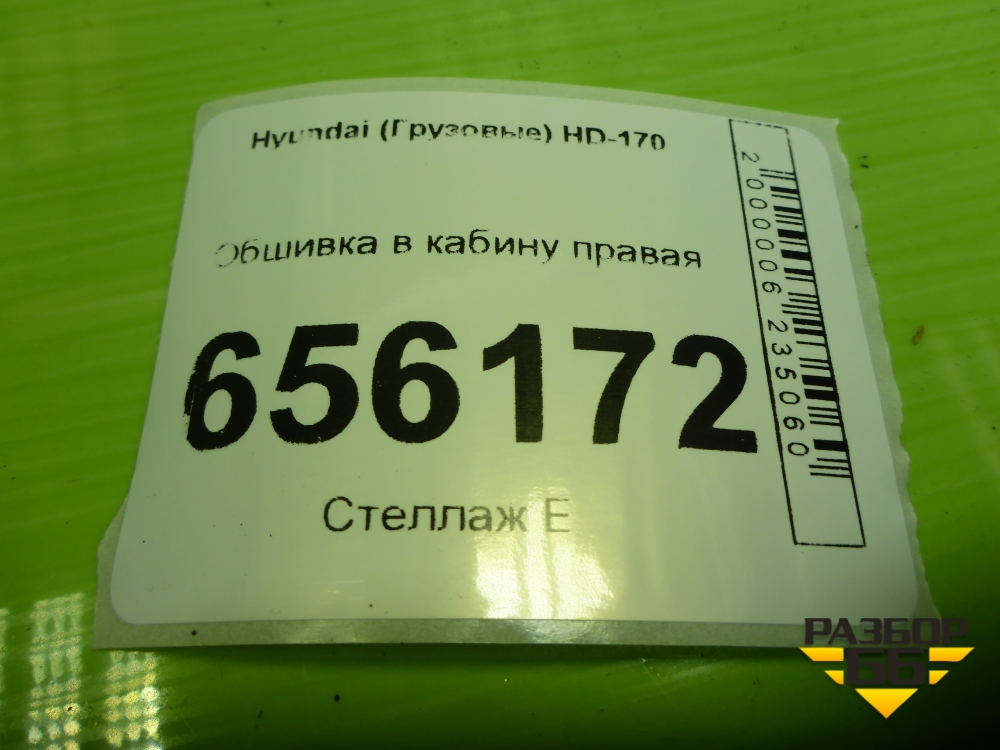 Hyundai (Грузовые) HD-170
Обшивка в кабину правая
656172
Стеллаж E
2000006235060
РАЗБОР
66